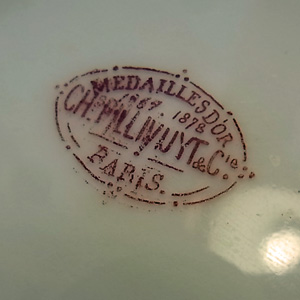 MEDAILLES D'OR
1867 1878
CH. PILLIVUYT & Cie
PARIS.